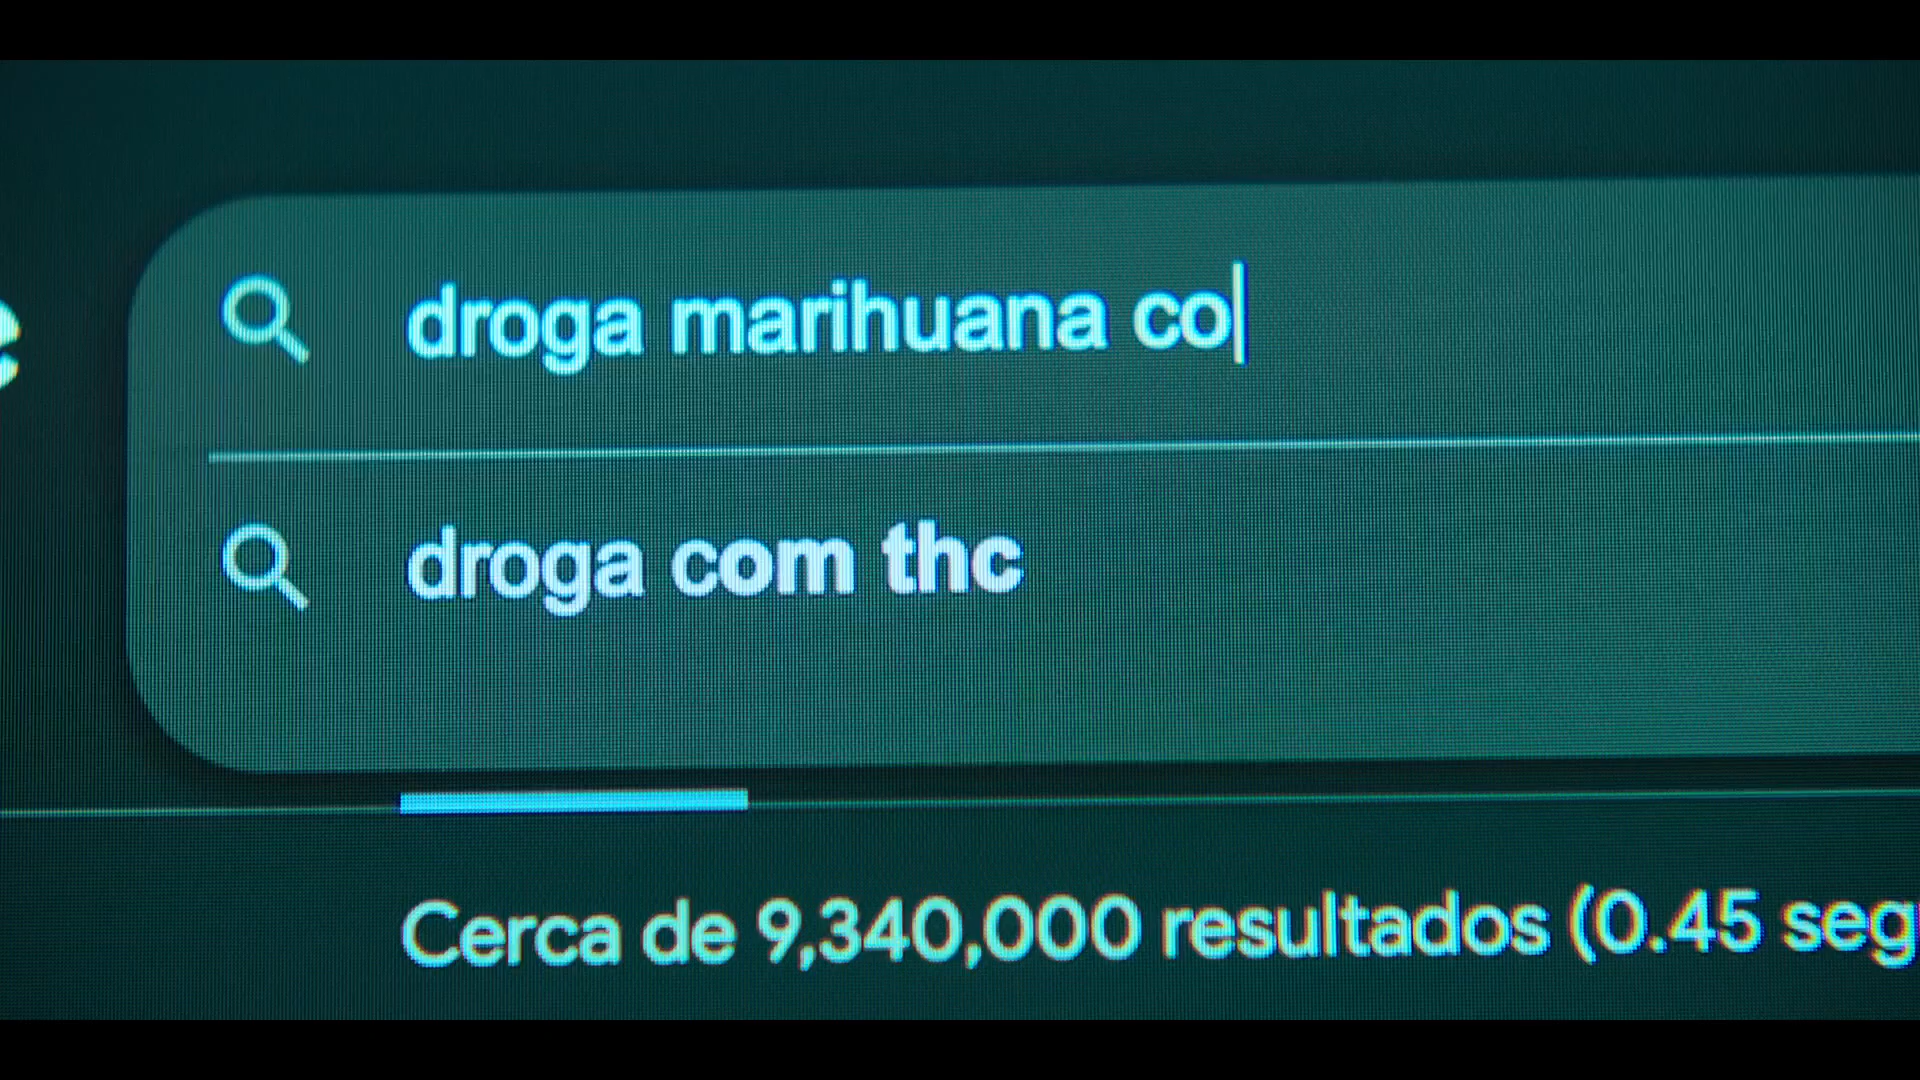 droga marihuana co
droga com thc
Cerca de 9,340,000 resultados (0.45 seg